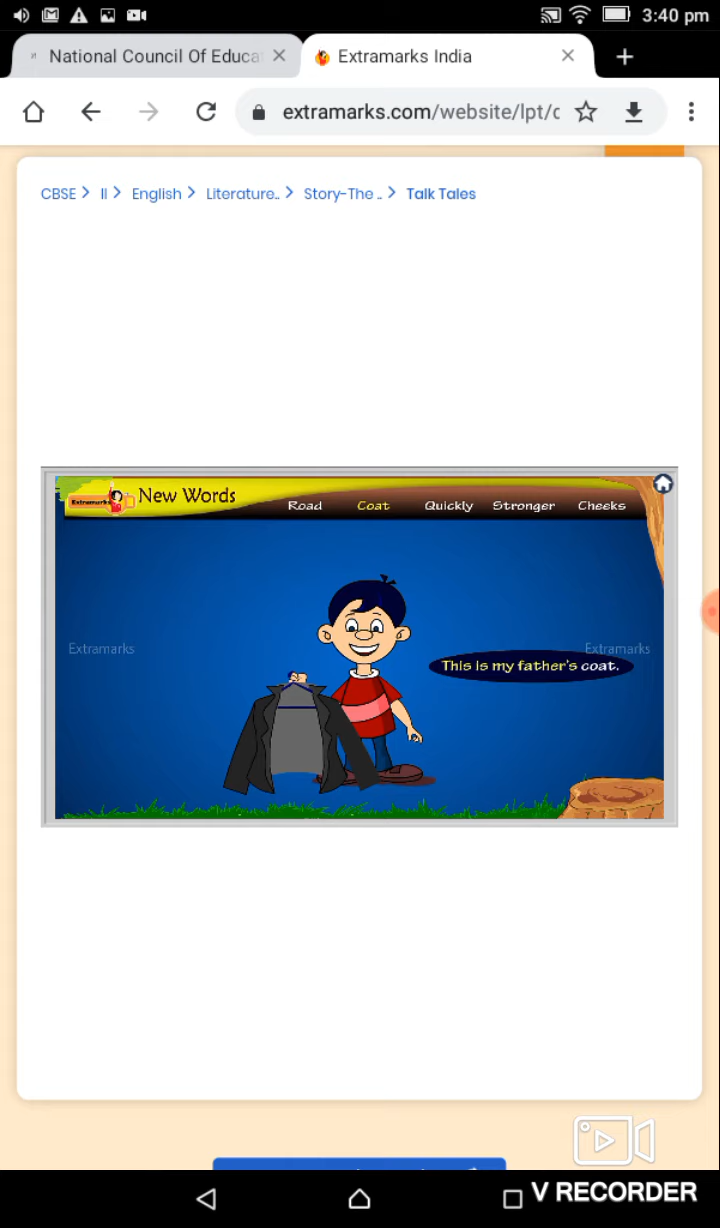 3:40 pm
National Council Of Educa
Extramarks India
extramarks.com/website/lpt/c
CBSE > II > English > Literature.. > Story-The .. > Talk Tales
Extramarks New Words Road Coat Quickly Stronger Cheeks
Extramarks Extramarks
This is my father's coat.
V RECORDER